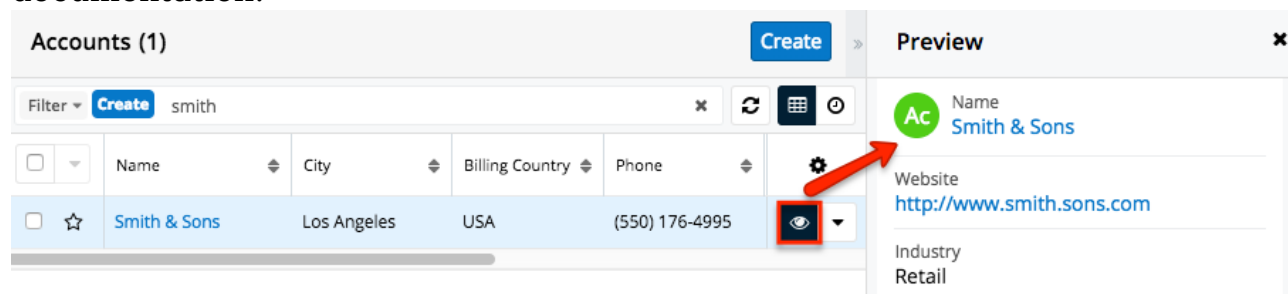 Accounts (1)
Create
»
Preview
×
Filter
Create
smith
×
Ac
Name
Smith & Sons
Name
City
Billing Country
Phone
Website
http://www.smith.sons.com
Smith & Sons
Los Angeles
USA
(550) 176-4995
Industry
Retail